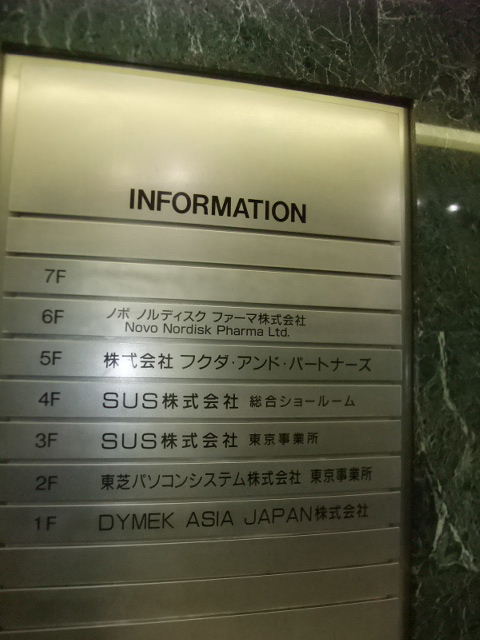 INFORMATION
7F
6F ノボ ノルディスク ファーマ株式会社
Novo Nordisk Pharma Ltd.
5F 株式会社 フクダ・アンド・パートナーズ
4F SUS株式会社 総合ショールーム
3F SUS株式会社 東京事業所
2F 東芝パソコンシステム株式会社 東京事業所
1F DYMEK ASIA JAPAN株式会社